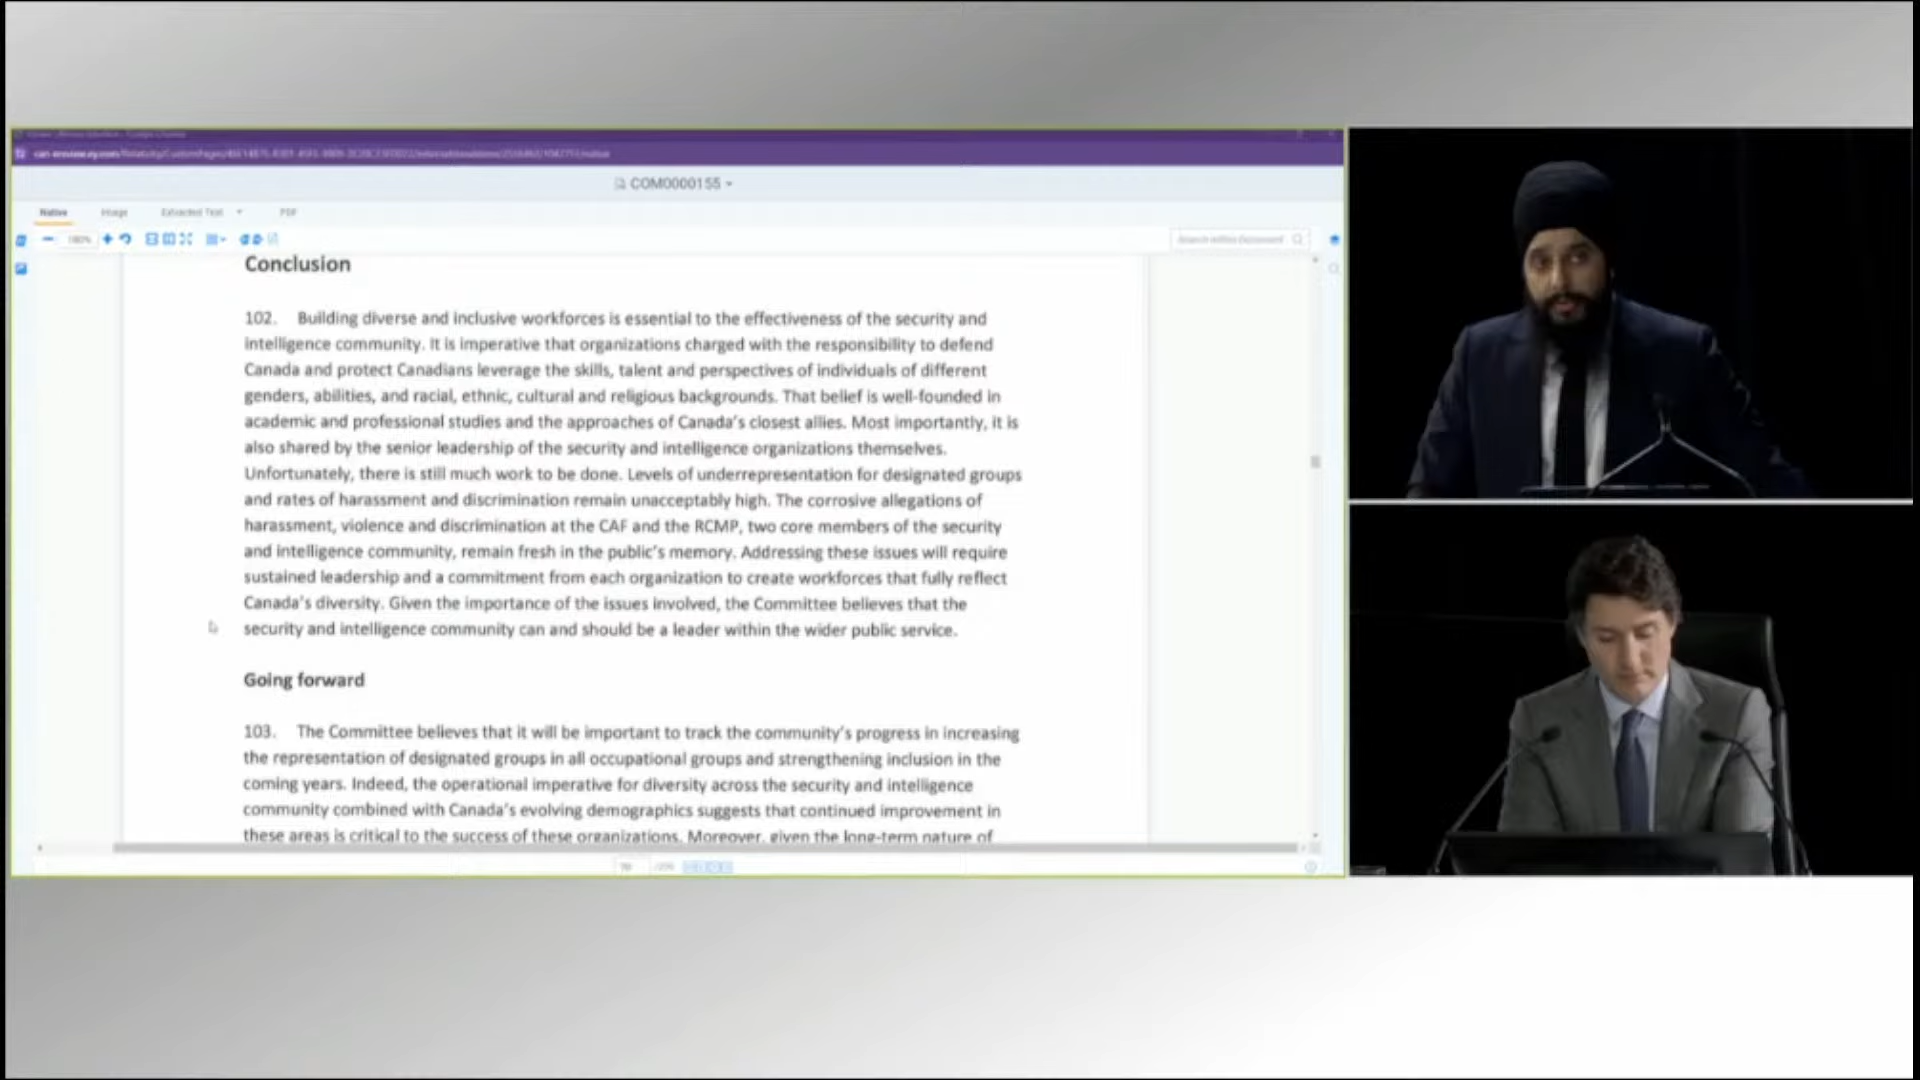 COM0000155
Native Image Extracted Text PDF
100%
Search within document
Conclusion
102. Building diverse and inclusive workforces is essential to the effectiveness of the security and
intelligence community. It is imperative that organizations charged with the responsibility to defend
Canada and protect Canadians leverage the skills, talent and perspectives of individuals of different
genders, abilities, and racial, ethnic, cultural and religious backgrounds. That belief is well-founded in
academic and professional studies and the approaches of Canada's closest allies. Most importantly, it is
also shared by the senior leadership of the security and intelligence organizations themselves.
Unfortunately, there is still much work to be done. Levels of underrepresentation for designated groups
and rates of harassment and discrimination remain unacceptably high. The corrosive allegations of
harassment, violence and discrimination at the CAF and the RCMP, two core members of the security
and intelligence community, remain fresh in the public's memory. Addressing these issues will require
sustained leadership and a commitment from each organization to create workforces that fully reflect
Canada's diversity. Given the importance of the issues involved, the Committee believes that the
security and intelligence community can and should be a leader within the wider public service.
Going forward
103. The Committee believes that it will be important to track the community's progress in increasing
the representation of designated groups in all occupational groups and strengthening inclusion in the
coming years. Indeed, the operational imperative for diversity across the security and intelligence
community combined with Canada's evolving demographics suggests that continued improvement in
these areas is critical to the success of these organizations. Moreover, given the long-term nature of